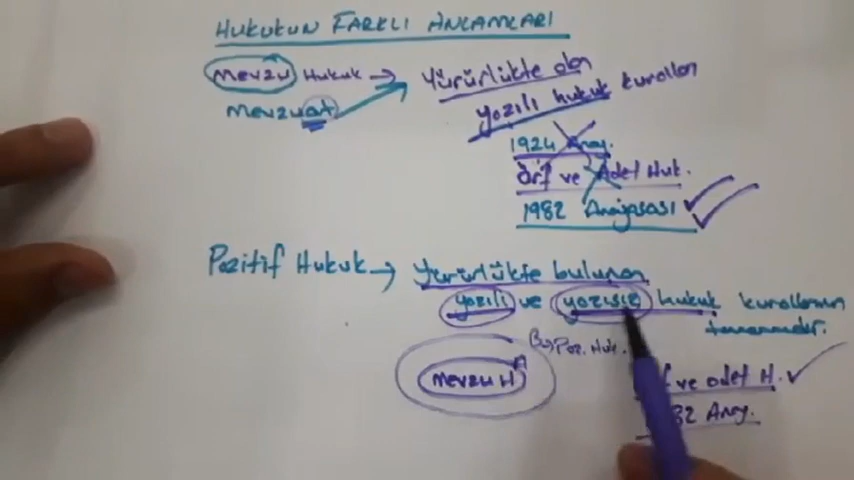 HUKUKUN FARKLI ANLAMLARI
Mevzu Hukuk → Yürürlükte olan
Mevzuat yazılı hukuk kuralları
1924 Anay.
Örf ve Adet Huk.
1982 Anayasası
Pozitif Hukuk → Yürürlükte bulunan
yazılı ve yazısız hukuk kurallarının
tamamıdır.
Poz. Huk.
Mevzu H
ve adet H.
82 Anay.